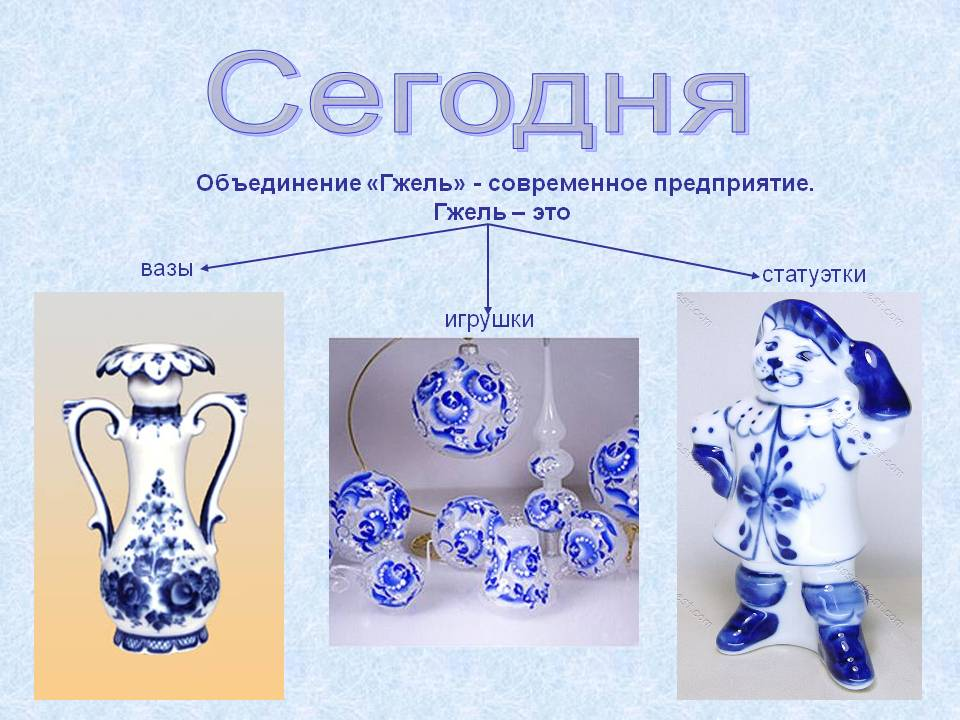 Сегодня
Объединение «Гжель» - современное предприятие.
Гжель – это
вазы
статуэтки
игрушки